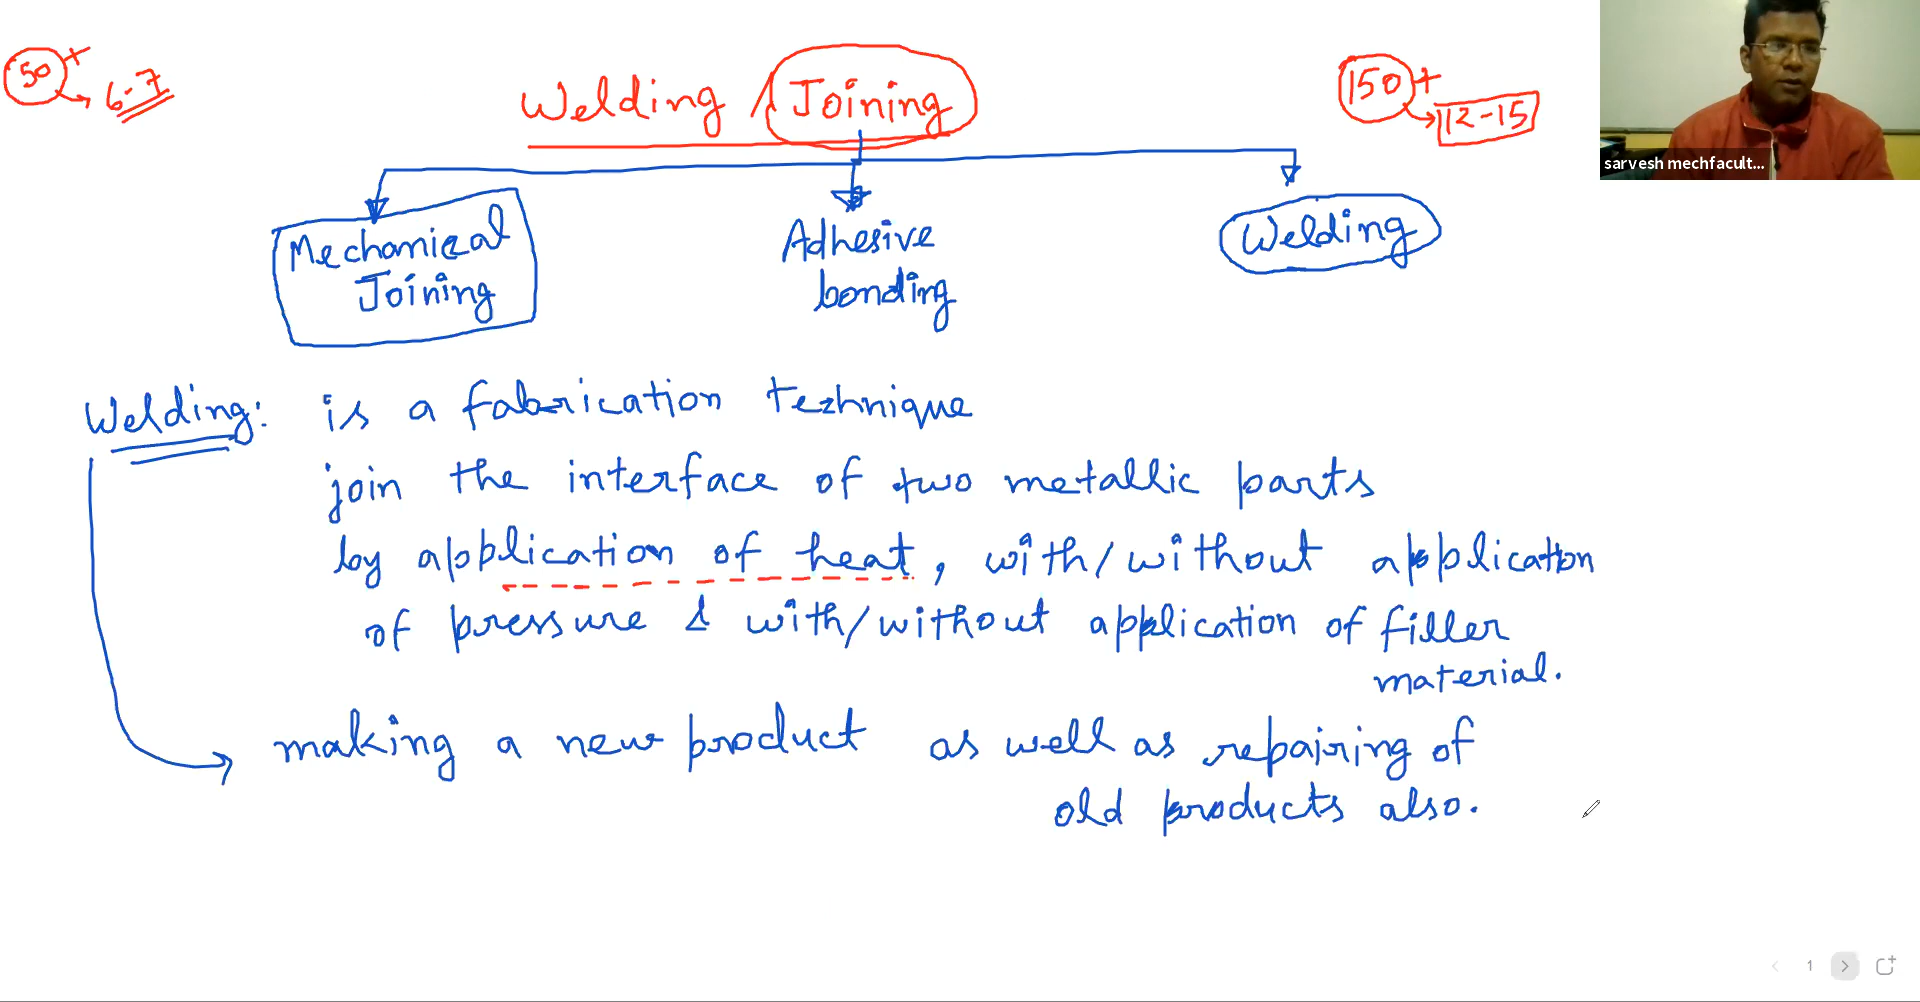 50+
6-7
Welding / Joining
150+
12-15
sarvesh mechfacult...
Mechanical Joining
Adhesive bonding
Welding
Welding: is a fabrication technique
join the interface of two metallic parts
by application of heat, with/without application
of pressure & with/without application of filler
material.
making a new product as well as repairing of
old products also.
1